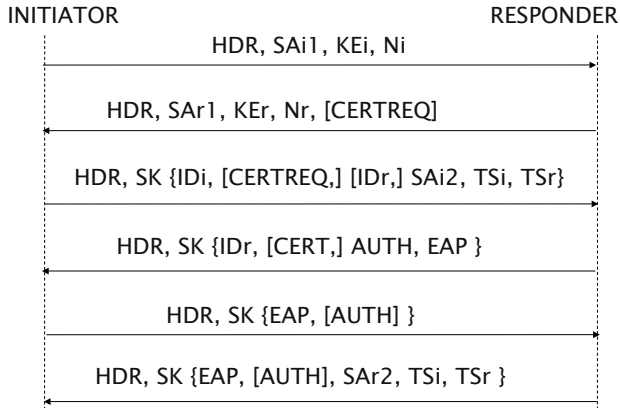 INITIATOR RESPONDER
HDR, SAi1, KEi, Ni
HDR, SAr1, KEr, Nr, [CERTREQ]
HDR, SK {IDi, [CERTREQ,] [IDr,] SAi2, TSi, TSr}
HDR, SK {IDr, [CERT,] AUTH, EAP }
HDR, SK {EAP, [AUTH] }
HDR, SK {EAP, [AUTH], SAr2, TSi, TSr }